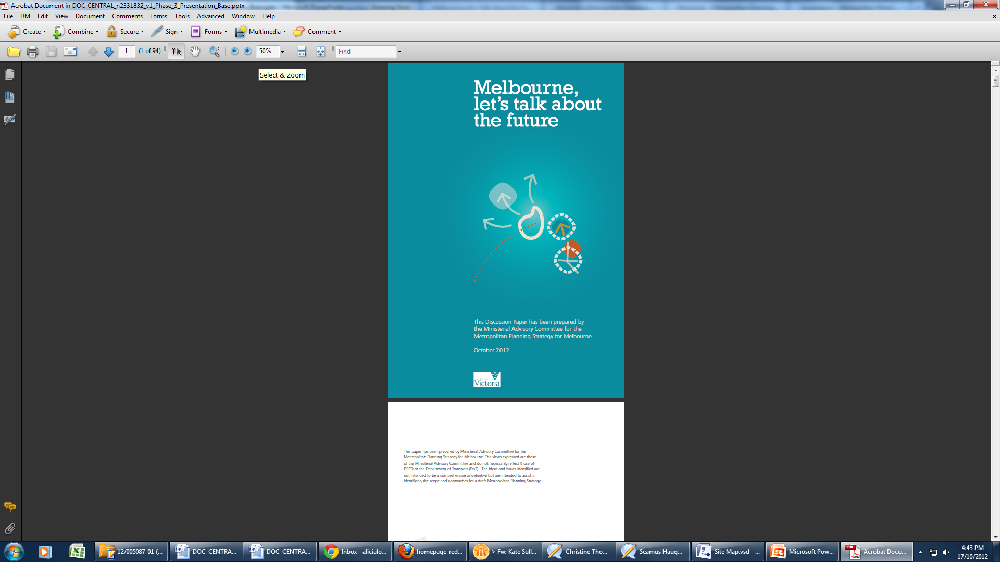 Acrobat Document in DOC-CENTRAL_n2331832_v1_Phase_3_Presentation_Base.pptx
File DM Edit View Document Comments Forms Tools Advanced Window Help
Create Combine Secure Sign Forms Multimedia Comment
1 (1 of 94) 50% Find
Select & Zoom
Melbourne,
let's talk about
the future
This Discussion Paper has been prepared by
the Ministerial Advisory Committee for the
Metropolitan Planning Strategy for Melbourne.
October 2012
Victoria
This paper has been prepared by Ministerial Advisory Committee for the
Metropolitan Planning Strategy for Melbourne. The views expressed are those
of the Ministerial Advisory Committee and do not necessarily reflect those of
DPCD or the Department of Transport (DoT). The ideas and issues identified are
not intended to be a comprehensive or definitive but are intended to assist in
identifying the scope and approaches for a draft Metropolitan Planning Strategy.
12/005087-01 (... DOC-CENTRA... DOC-CENTRA... Inbox - alicialo... homepage-red... > Fw: Kate Sull... Christine Tho... Seamus Haug... Site Map.vsd - ... Microsoft Pow... Acrobat Docu... 4:43 PM
17/10/2012